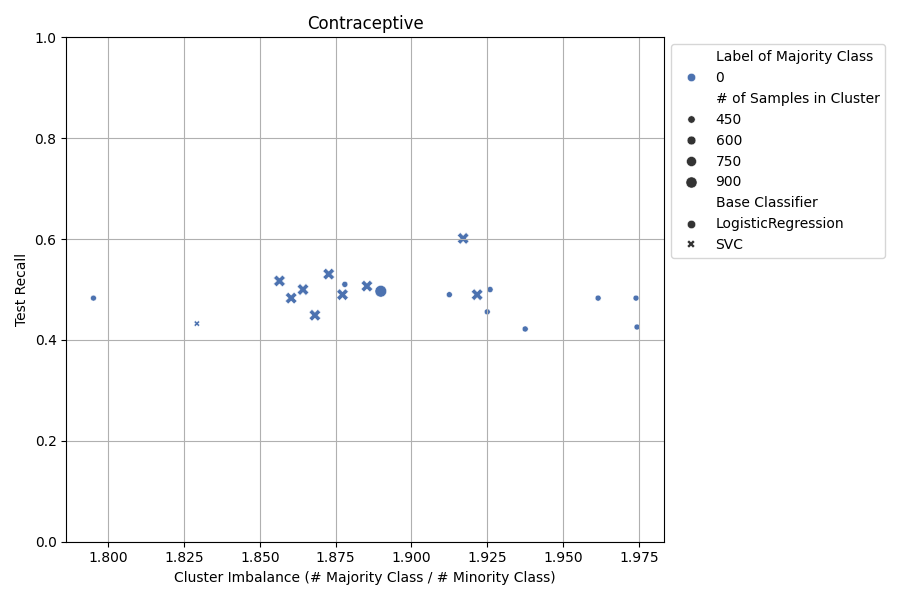 Contraceptive
Test Recall
1.0
0.8
0.6
0.4
0.2
0.0
1.800
1.825
1.850
1.875
1.900
1.925
1.950
1.975
Cluster Imbalance (# Majority Class / # Minority Class)
Label of Majority Class
0
# of Samples in Cluster
450
600
750
900
Base Classifier
LogisticRegression
SVC